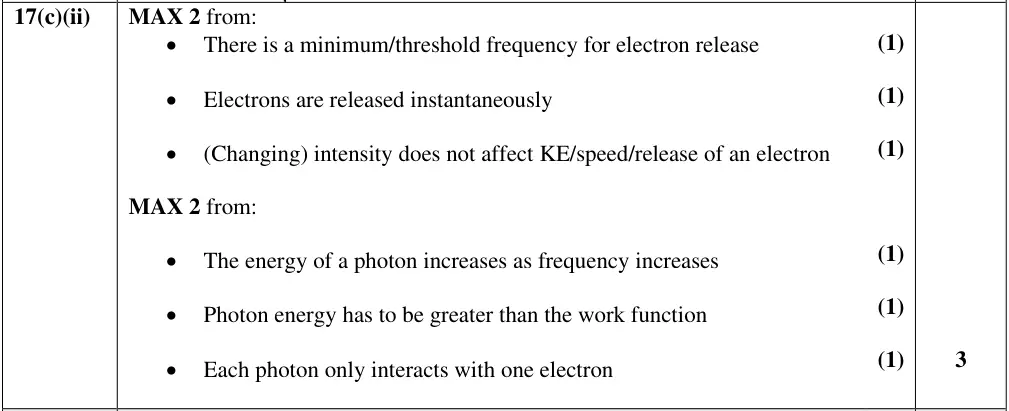 17(c)(ii) MAX 2 from:
• There is a minimum/threshold frequency for electron release (1)
• Electrons are released instantaneously (1)
• (Changing) intensity does not affect KE/speed/release of an electron (1)
MAX 2 from:
• The energy of a photon increases as frequency increases (1)
• Photon energy has to be greater than the work function (1)
• Each photon only interacts with one electron (1) 3